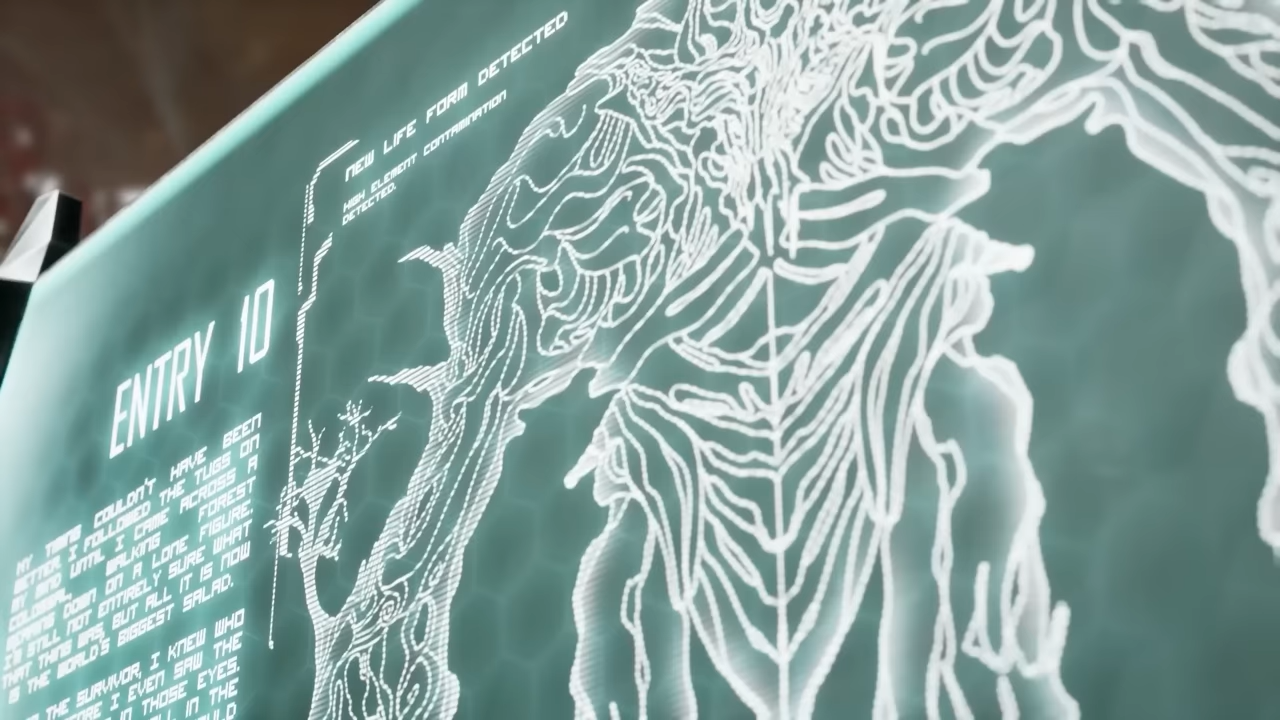 NEW LIFE FORM DETECTED
HIGH ELEMENT CONTAMINATION
DETECTED.
ENTRY 10
MY TIMING COULDN'T HAVE BEEN
BETTER. I FOLLOWED THE TUGS ON
MY MIND UNTIL I CAME ACROSS A
COLOSSAL WALKING FOREST
BEARING DOWN ON A LONE FIGURE.
I'M STILL NOT ENTIRELY SURE WHAT
THAT THING WAS, BUT ALL IT IS NOW
IS THE WORLD'S BIGGEST SALAD.
THE SURVIVOR, I KNEW WHO
BEFORE I EVEN SAW THE
IN THOSE EYES.
ALL IN THE